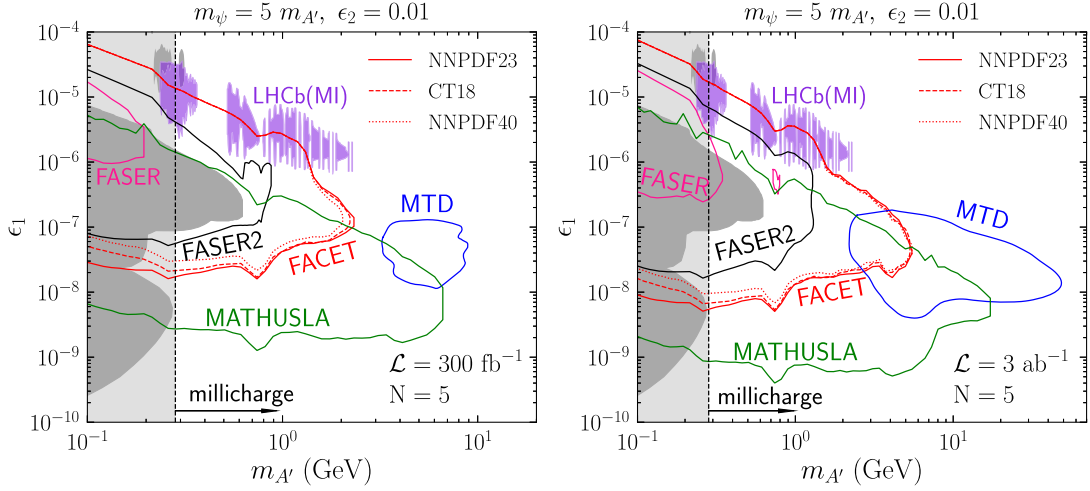 m_ψ = 5 m_{A′}, ϵ₂ = 0.01
10⁻⁴
10⁻⁵
10⁻⁶
10⁻⁷
10⁻⁸
10⁻⁹
10⁻¹⁰
ϵ₁
NNPDF23
CT18
NNPDF40
LHCb(MI)
FASER
MTD
FASER2
FACET
MATHUSLA
𝓛 = 300 fb⁻¹
millicharge
N = 5
10⁻¹
10⁰
10¹
m_{A′} (GeV)
m_ψ = 5 m_{A′}, ϵ₂ = 0.01
10⁻⁴
10⁻⁵
10⁻⁶
10⁻⁷
10⁻⁸
10⁻⁹
10⁻¹⁰
ϵ₁
NNPDF23
CT18
NNPDF40
LHCb(MI)
FASER
MTD
FASER2
FACET
MATHUSLA
𝓛 = 3 ab⁻¹
millicharge
N = 5
10⁻¹
10⁰
10¹
m_{A′} (GeV)